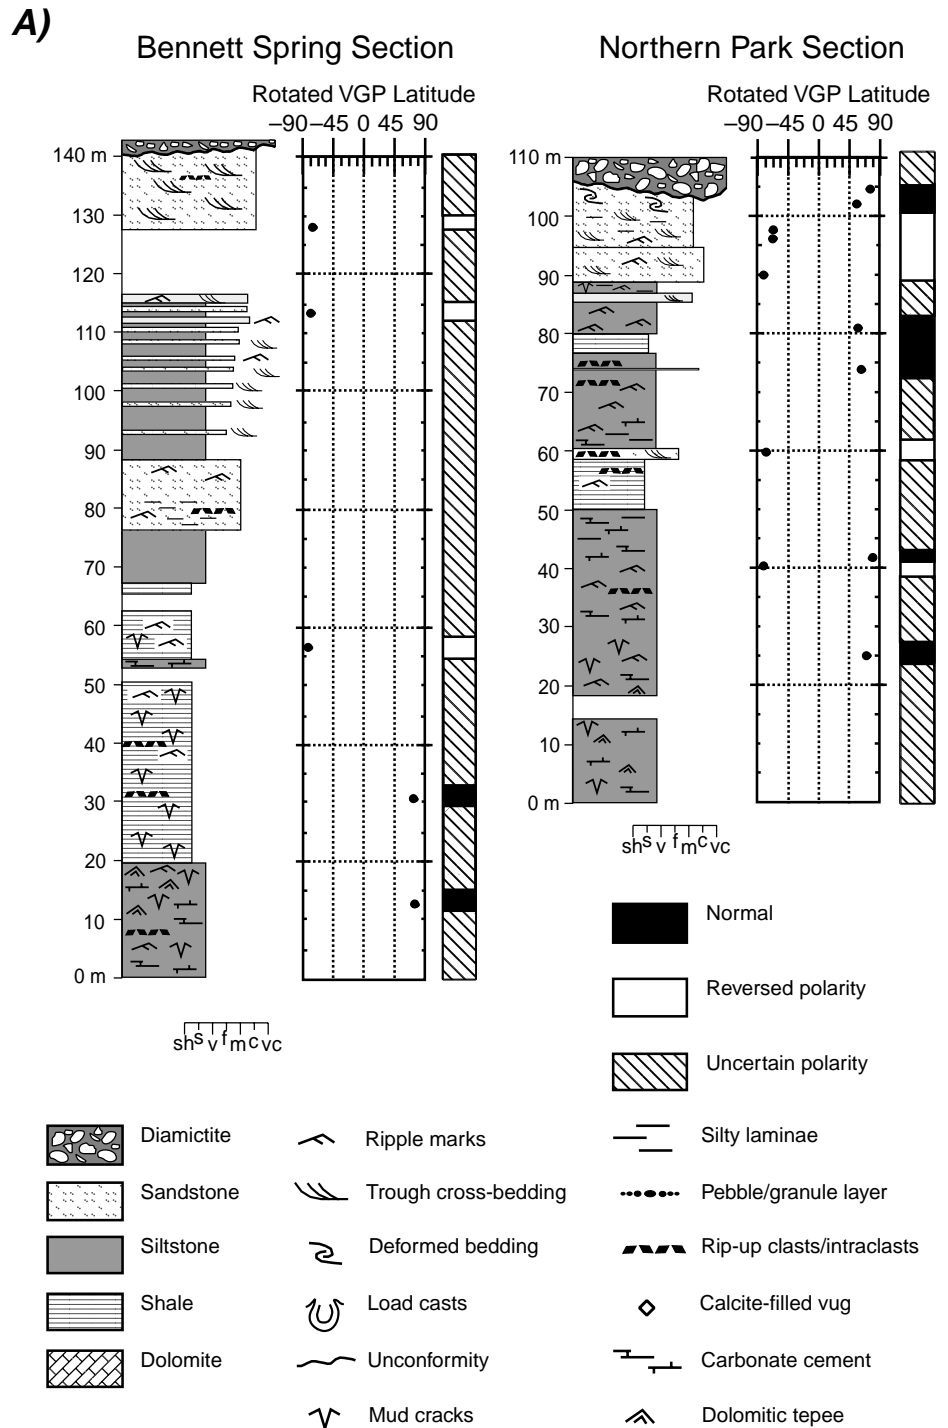 A)
Bennett Spring Section
Northern Park Section
Rotated VGP Latitude
–90 –45 0 45 90
140 m
130
120
110
100
90
80
70
60
50
40
30
20
10
0 m
sh s v f m c vc
Rotated VGP Latitude
–90 –45 0 45 90
110 m
100
90
80
70
60
50
40
30
20
10
0 m
sh s v f m c vc
Normal
Reversed polarity
Uncertain polarity
Diamictite
Ripple marks
Silty laminae
Sandstone
Trough cross-bedding
Pebble/granule layer
Siltstone
Deformed bedding
Rip-up clasts/intraclasts
Shale
Load casts
Calcite-filled vug
Dolomite
Unconformity
Carbonate cement
Mud cracks
Dolomitic tepee